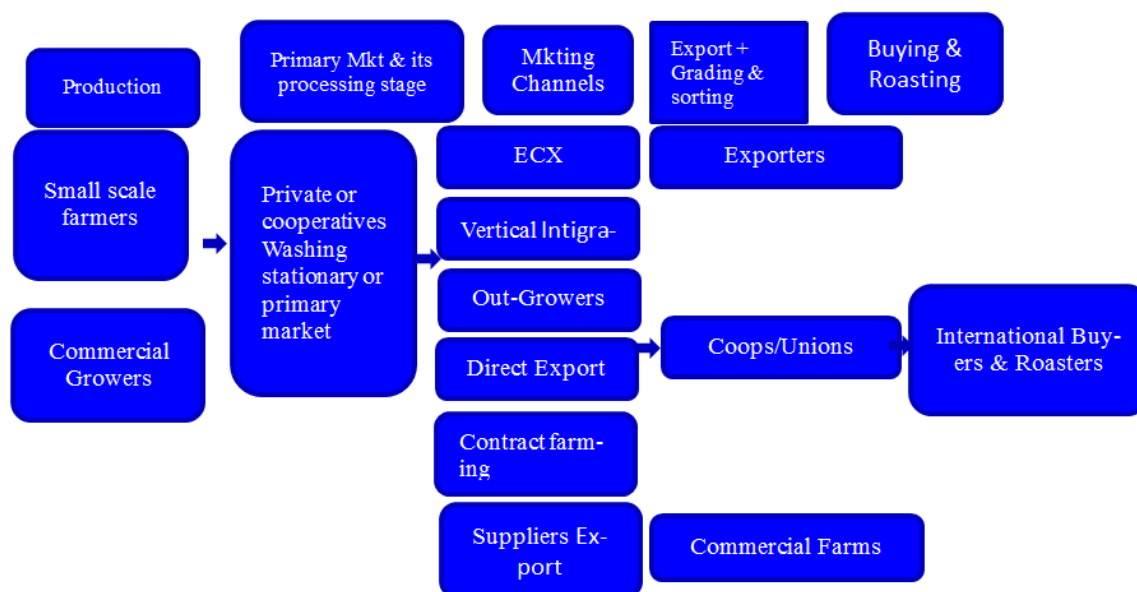 Production
Primary Mkt & its
processing stage
Mkting
Channels
Export +
Grading &
sorting
Buying &
Roasting
Small scale
farmers
Commercial
Growers
Private or
cooperatives
Washing
stationary or
primary
market
ECX
Vertical Intigra-
Out-Growers
Direct Export
Contract farm-
ing
Suppliers Ex-
port
Exporters
Coops/Unions
Commercial Farms
International Buy-
ers & Roasters